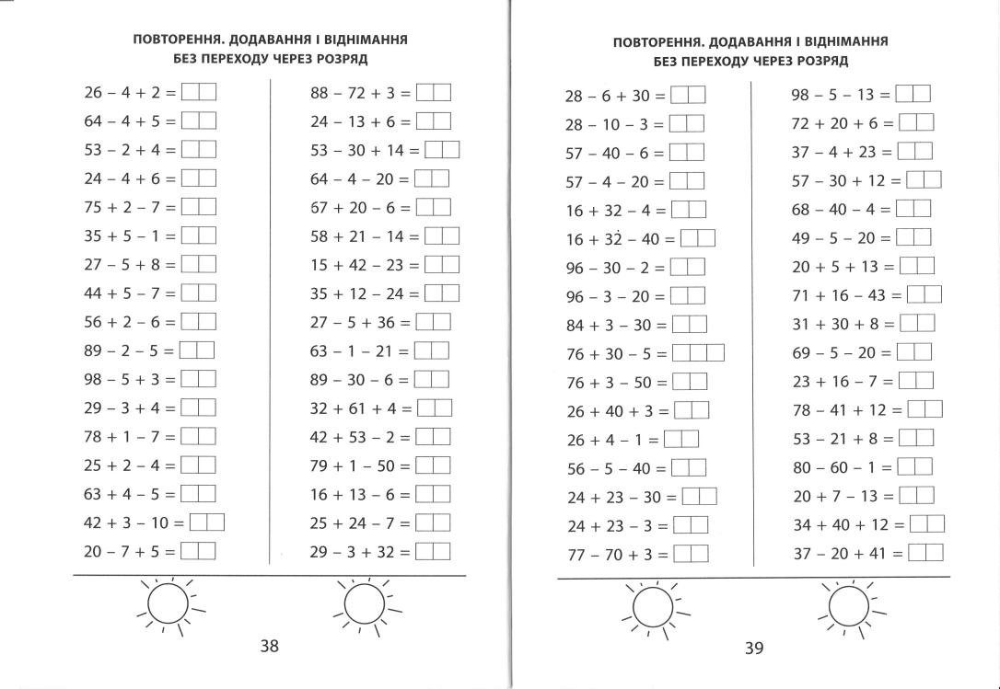 ПОВТОРЕННЯ. ДОДАВАННЯ І ВІДНІМАННЯ
БЕЗ ПЕРЕХОДУ ЧЕРЕЗ РОЗРЯД
26 – 4 + 2 =
64 – 4 + 5 =
53 – 2 + 4 =
24 – 4 + 6 =
75 + 2 – 7 =
35 + 5 – 1 =
27 – 5 + 8 =
44 + 5 – 7 =
56 + 2 – 6 =
89 – 2 – 5 =
98 – 5 + 3 =
29 – 3 + 4 =
78 + 1 – 7 =
25 + 2 – 4 =
63 + 4 – 5 =
42 + 3 – 10 =
20 – 7 + 5 =
88 – 72 + 3 =
24 – 13 + 6 =
53 – 30 + 14 =
64 – 4 – 20 =
67 + 20 – 6 =
58 + 21 – 14 =
15 + 42 – 23 =
35 + 12 – 24 =
27 – 5 + 36 =
63 – 1 – 21 =
89 – 30 – 6 =
32 + 61 + 4 =
42 + 53 – 2 =
79 + 1 – 50 =
16 + 13 – 6 =
25 + 24 – 7 =
29 – 3 + 32 =
38
ПОВТОРЕННЯ. ДОДАВАННЯ І ВІДНІМАННЯ
БЕЗ ПЕРЕХОДУ ЧЕРЕЗ РОЗРЯД
28 – 6 + 30 =
28 – 10 – 3 =
57 – 40 – 6 =
57 – 4 – 20 =
16 + 32 – 4 =
16 + 32 – 40 =
96 – 30 – 2 =
96 – 3 – 20 =
84 + 3 – 30 =
76 + 30 – 5 =
76 + 3 – 50 =
26 + 40 + 3 =
26 + 4 – 1 =
56 – 5 – 40 =
24 + 23 – 30 =
24 + 23 – 3 =
77 – 70 + 3 =
98 – 5 – 13 =
72 + 20 + 6 =
37 – 4 + 23 =
57 – 30 + 12 =
68 – 40 – 4 =
49 – 5 – 20 =
20 + 5 + 13 =
71 + 16 – 43 =
31 + 30 + 8 =
69 – 5 – 20 =
23 + 16 – 7 =
78 – 41 + 12 =
53 – 21 + 8 =
80 – 60 – 1 =
20 + 7 – 13 =
34 + 40 + 12 =
37 – 20 + 41 =
39